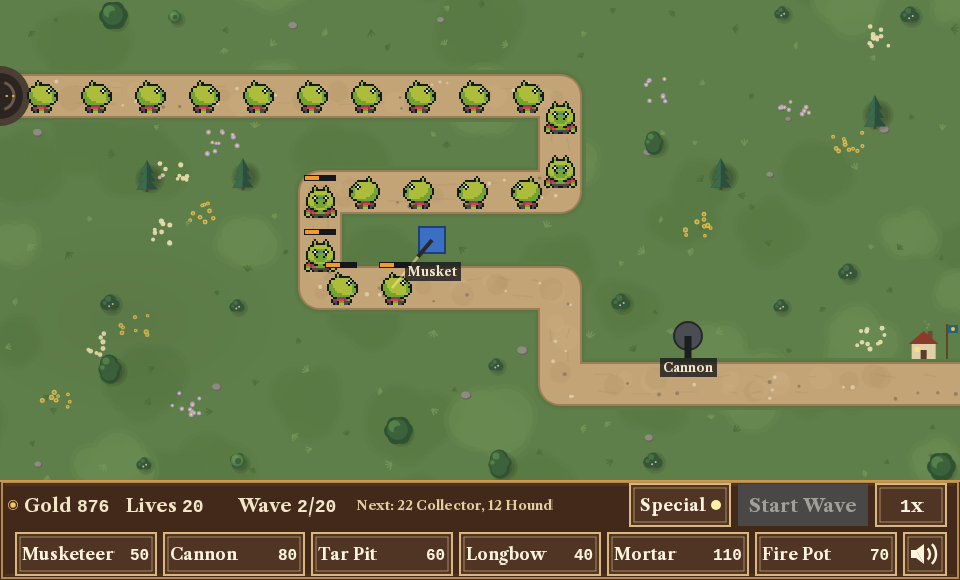 Musket
Cannon
Gold 876 Lives 20 Wave 2/20 Next: 22 Collector, 12 Hound Special Start Wave 1x
Musketeer 50 Cannon 80 Tar Pit 60 Longbow 40 Mortar 110 Fire Pot 70